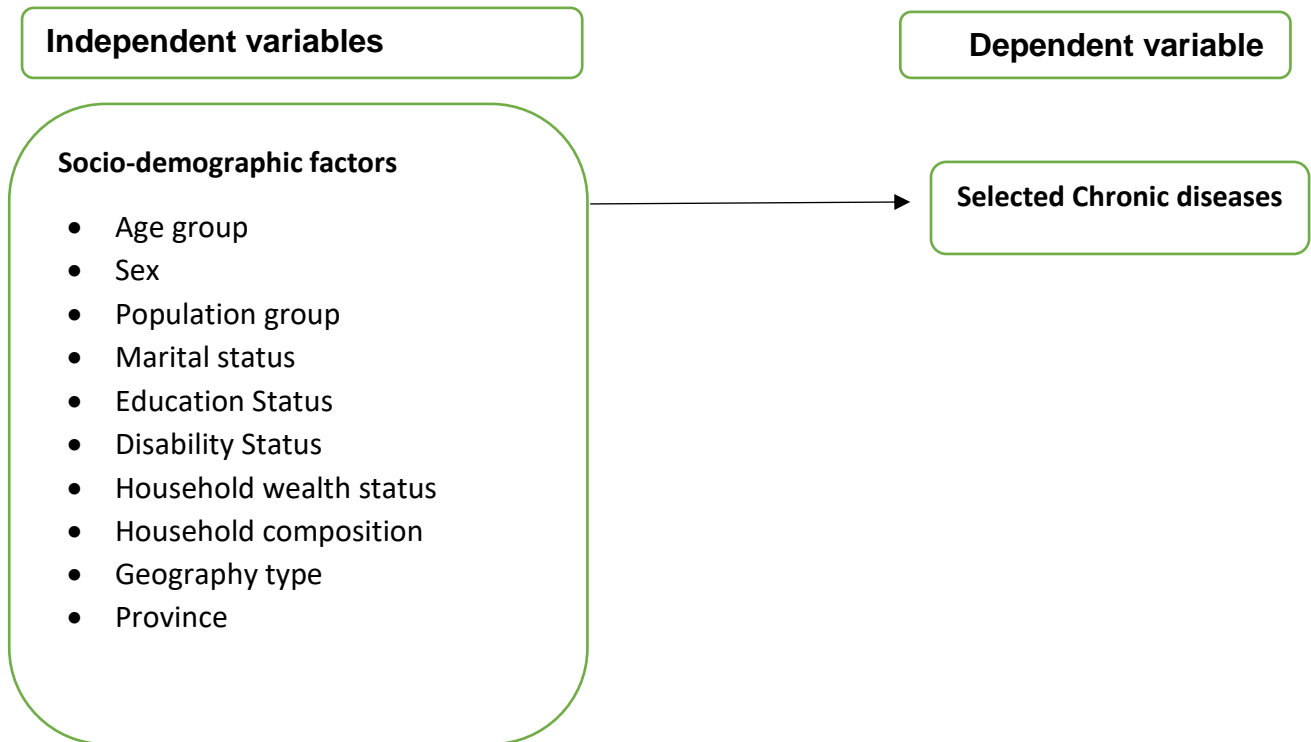 Independent variables
Dependent variable
Socio-demographic factors
• Age group
• Sex
• Population group
• Marital status
• Education Status
• Disability Status
• Household wealth status
• Household composition
• Geography type
• Province
Selected Chronic diseases